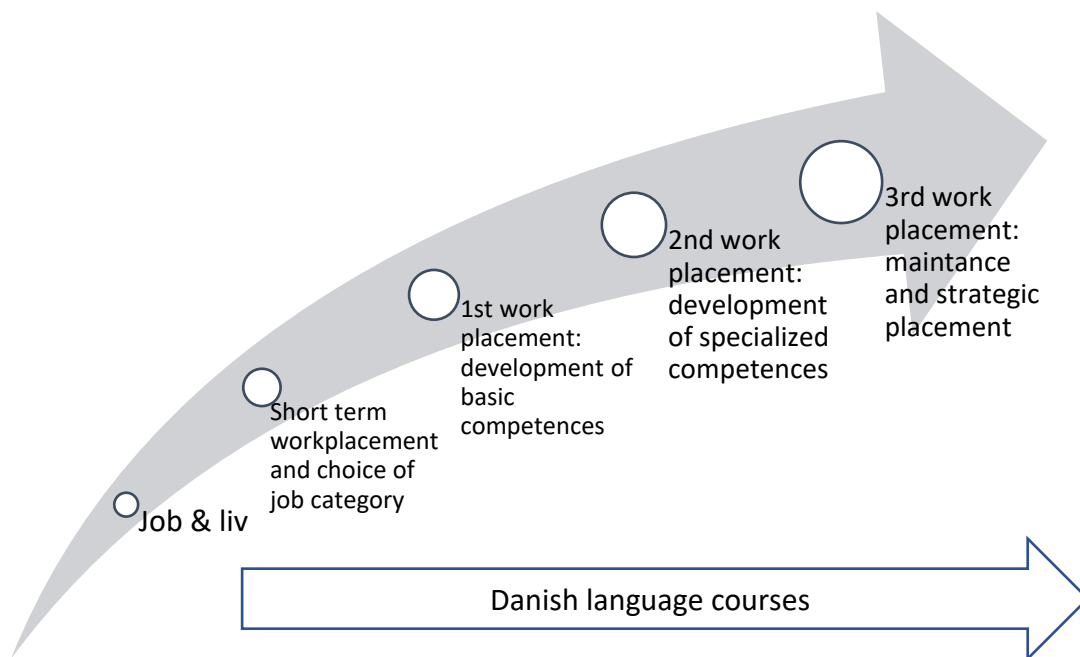 Job & liv
Short term
workplacement
and choice of
job category
1st work
placement:
development of
basic
competences
2nd work
placement:
development
of specialized
competences
3rd work
placement:
maintance
and strategic
placement
Danish language courses